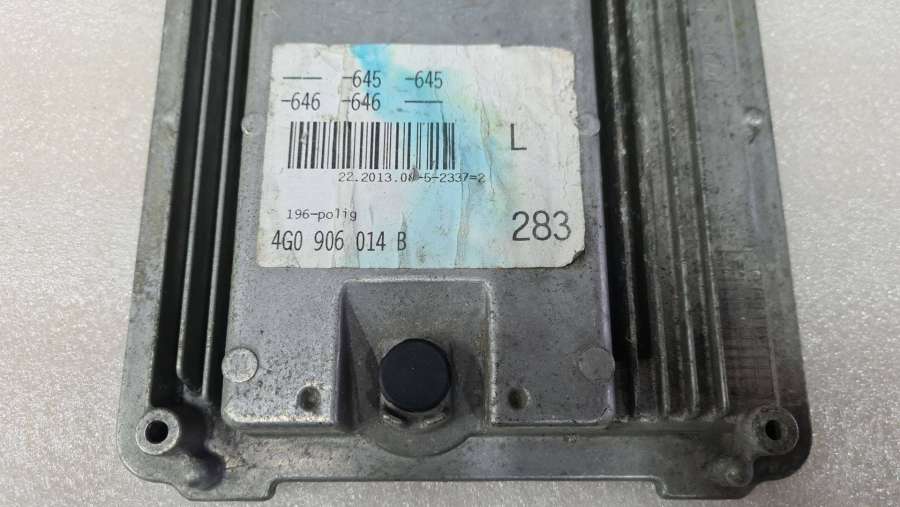 —— -645 -645
-646 -646 ——
L
22.2013.08-5-2337=2
196-polig
4G0 906 014 B
283